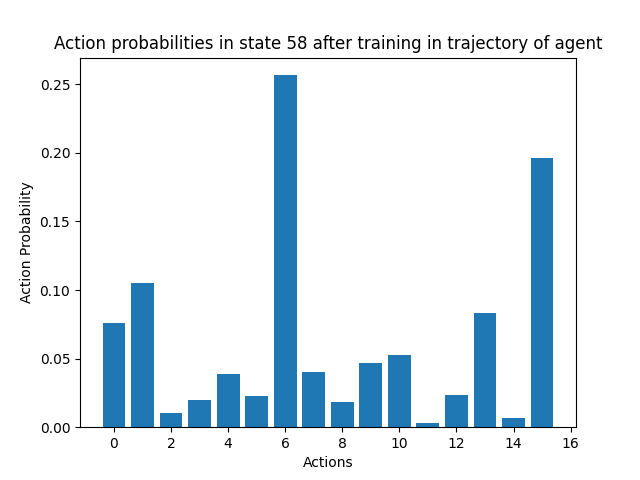 Action probabilities in state 58 after training in trajectory of agent
0.25
0.20
0.15
0.10
0.05
0.00
Action Probability
0 2 4 6 8 10 12 14 16
Actions